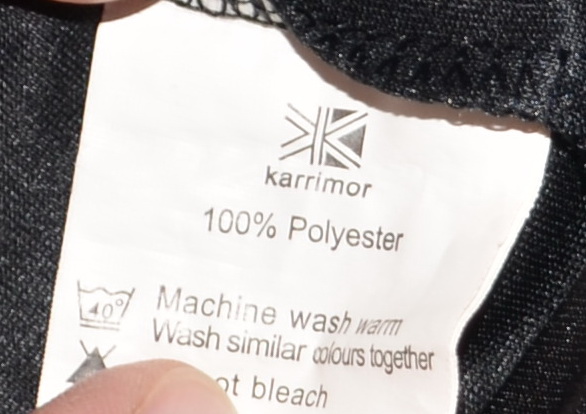 karrimor
100% Polyester
40°
Machine wash warm
Wash similar colours together
bleach